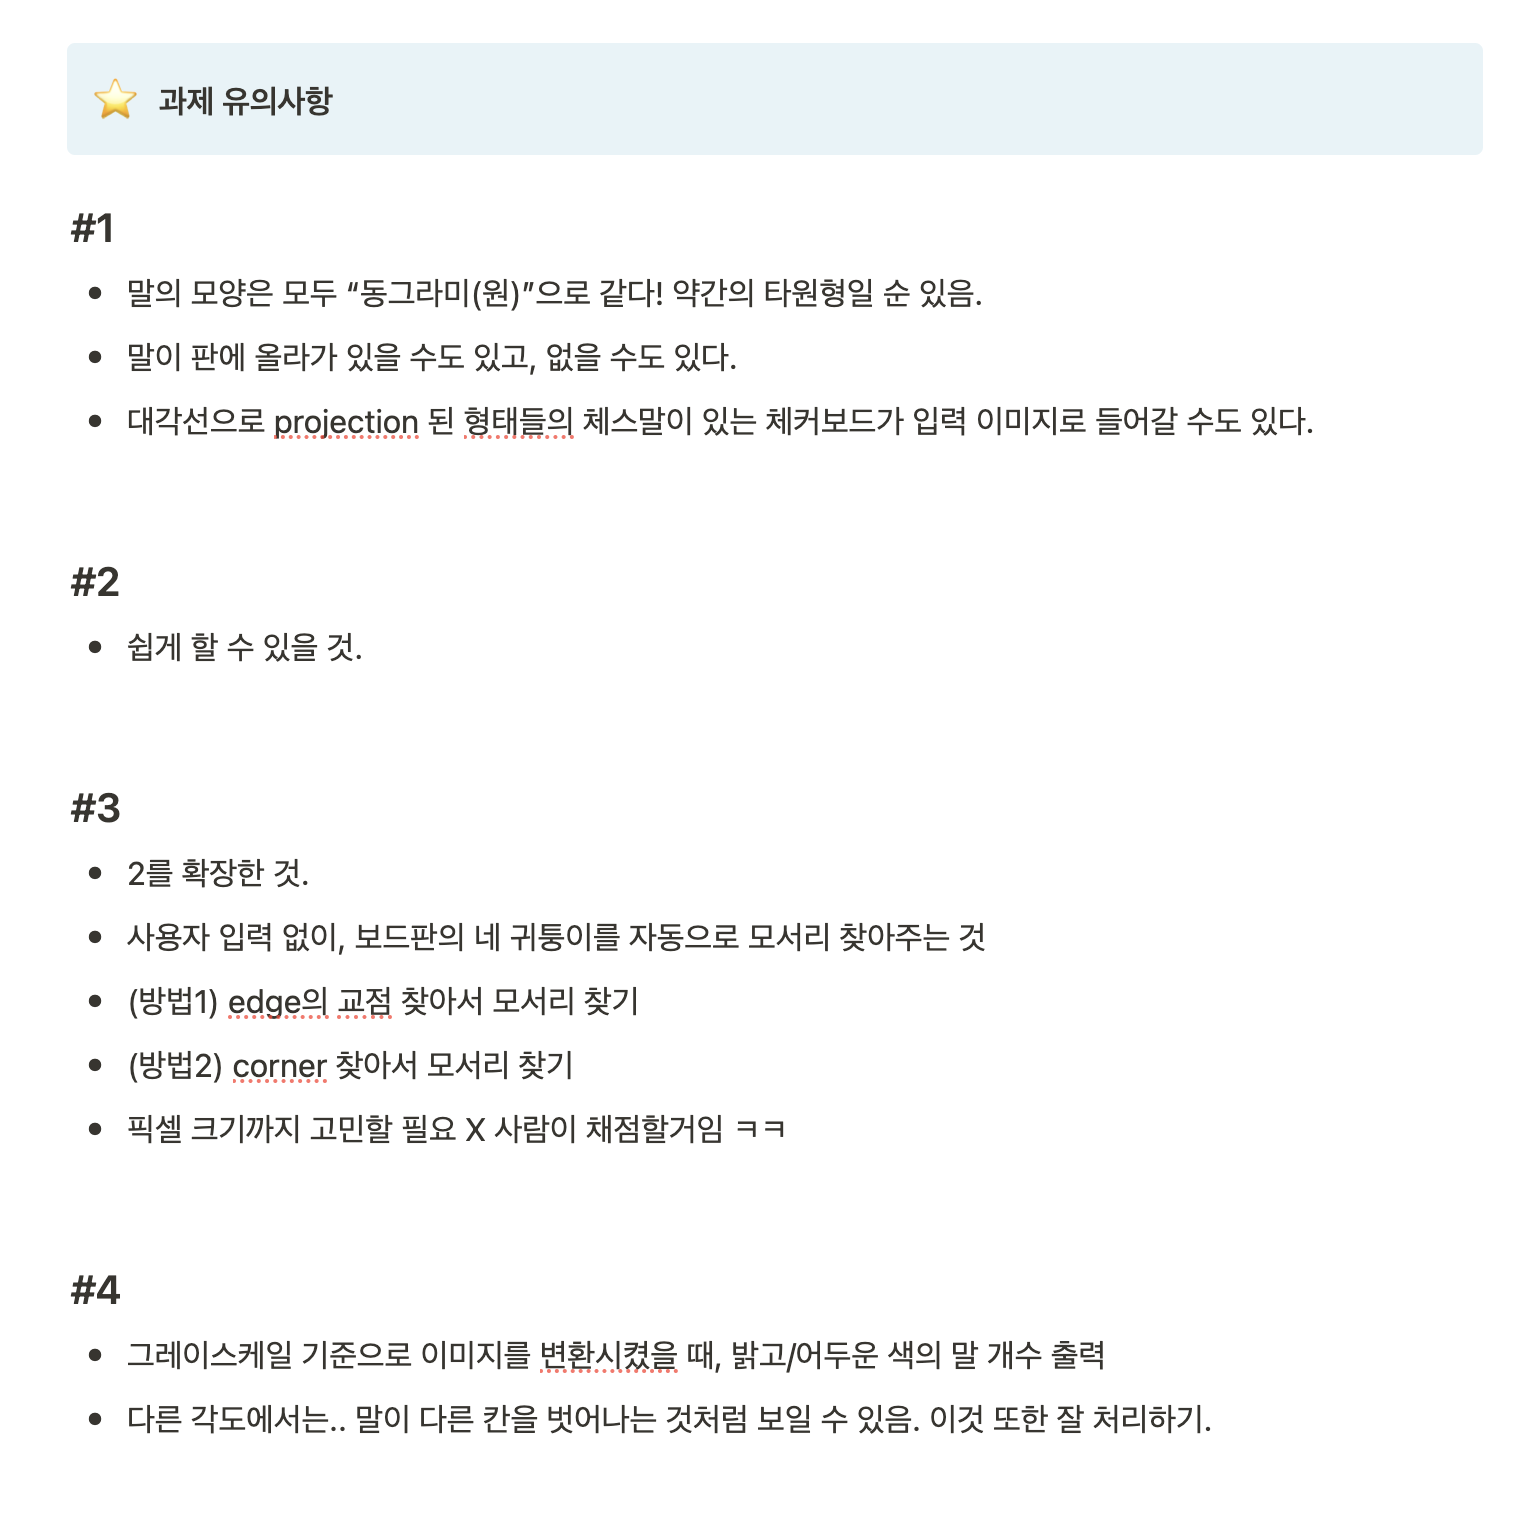 ⭐ 과제 유의사항
#1
• 말의 모양은 모두 “동그라미(원)”으로 같다! 약간의 타원형일 순 있음.
• 말이 판에 올라가 있을 수도 있고, 없을 수도 있다.
• 대각선으로 projection 된 형태들의 체스말이 있는 체커보드가 입력 이미지로 들어갈 수도 있다.
#2
• 쉽게 할 수 있을 것.
#3
• 2를 확장한 것.
• 사용자 입력 없이, 보드판의 네 귀퉁이를 자동으로 모서리 찾아주는 것
• (방법1) edge의 교점 찾아서 모서리 찾기
• (방법2) corner 찾아서 모서리 찾기
• 픽셀 크기까지 고민할 필요 X 사람이 채점할거임 ㅋㅋ
#4
• 그레이스케일 기준으로 이미지를 변환시켰을 때, 밝고/어두운 색의 말 개수 출력
• 다른 각도에서는.. 말이 다른 칸을 벗어나는 것처럼 보일 수 있음. 이것 또한 잘 처리하기.